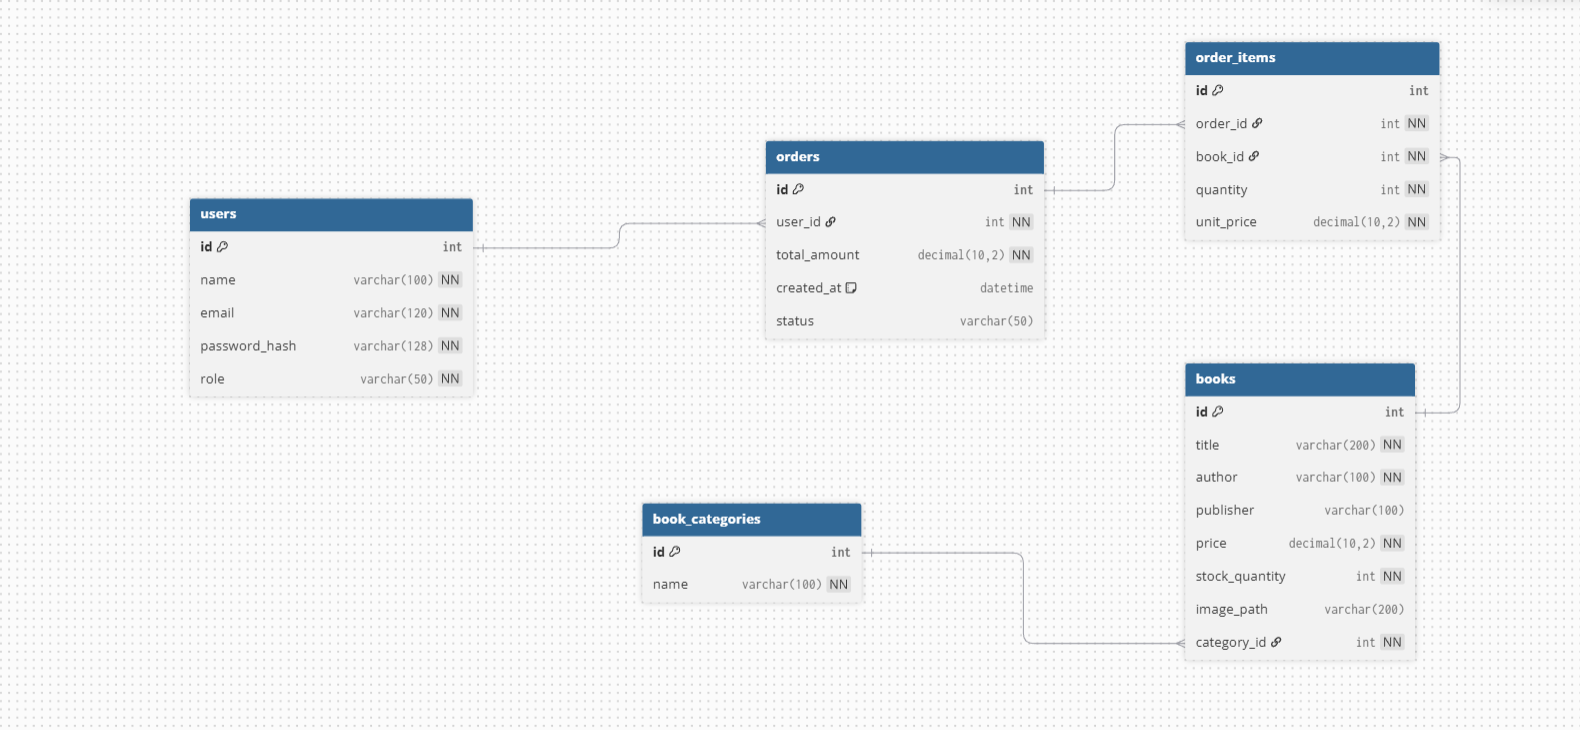 users
id int
name varchar(100) NN
email varchar(120) NN
password_hash varchar(128) NN
role varchar(50) NN
orders
id int
user_id int NN
total_amount decimal(10,2) NN
created_at datetime
status varchar(50)
order_items
id int
order_id int NN
book_id int NN
quantity int NN
unit_price decimal(10,2) NN
book_categories
id int
name varchar(100) NN
books
id int
title varchar(200) NN
author varchar(100) NN
publisher varchar(100)
price decimal(10,2) NN
stock_quantity int NN
image_path varchar(200)
category_id int NN